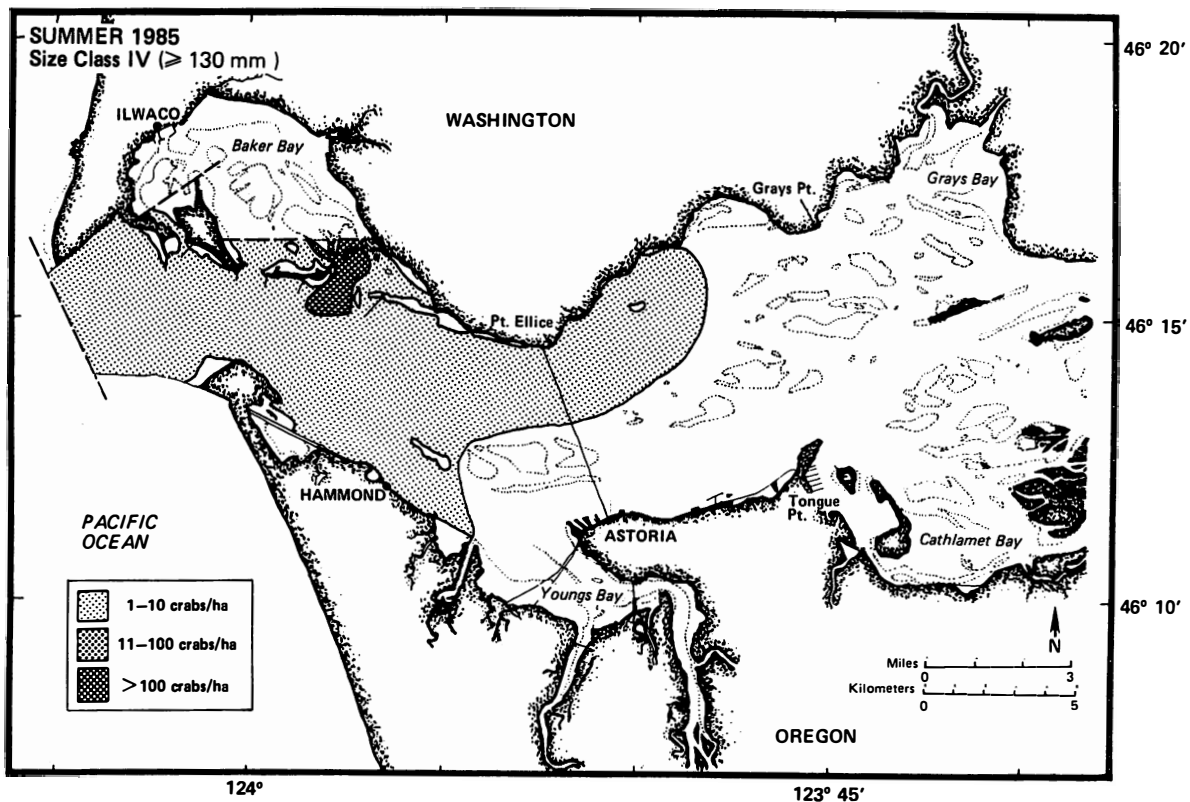 SUMMER 1985
Size Class IV (≥ 130 mm )
46° 20'
ILWACO
WASHINGTON
Baker Bay
Grays Pt.
Grays Bay
Pt. Ellice
46° 15'
HAMMOND
Tongue
Pt.
PACIFIC
OCEAN
ASTORIA
Cathlamet Bay
Youngs Bay
46° 10'
1–10 crabs/ha
11–100 crabs/ha
>100 crabs/ha
N
Miles
0 3
Kilometers
0 5
OREGON
124°
123° 45'